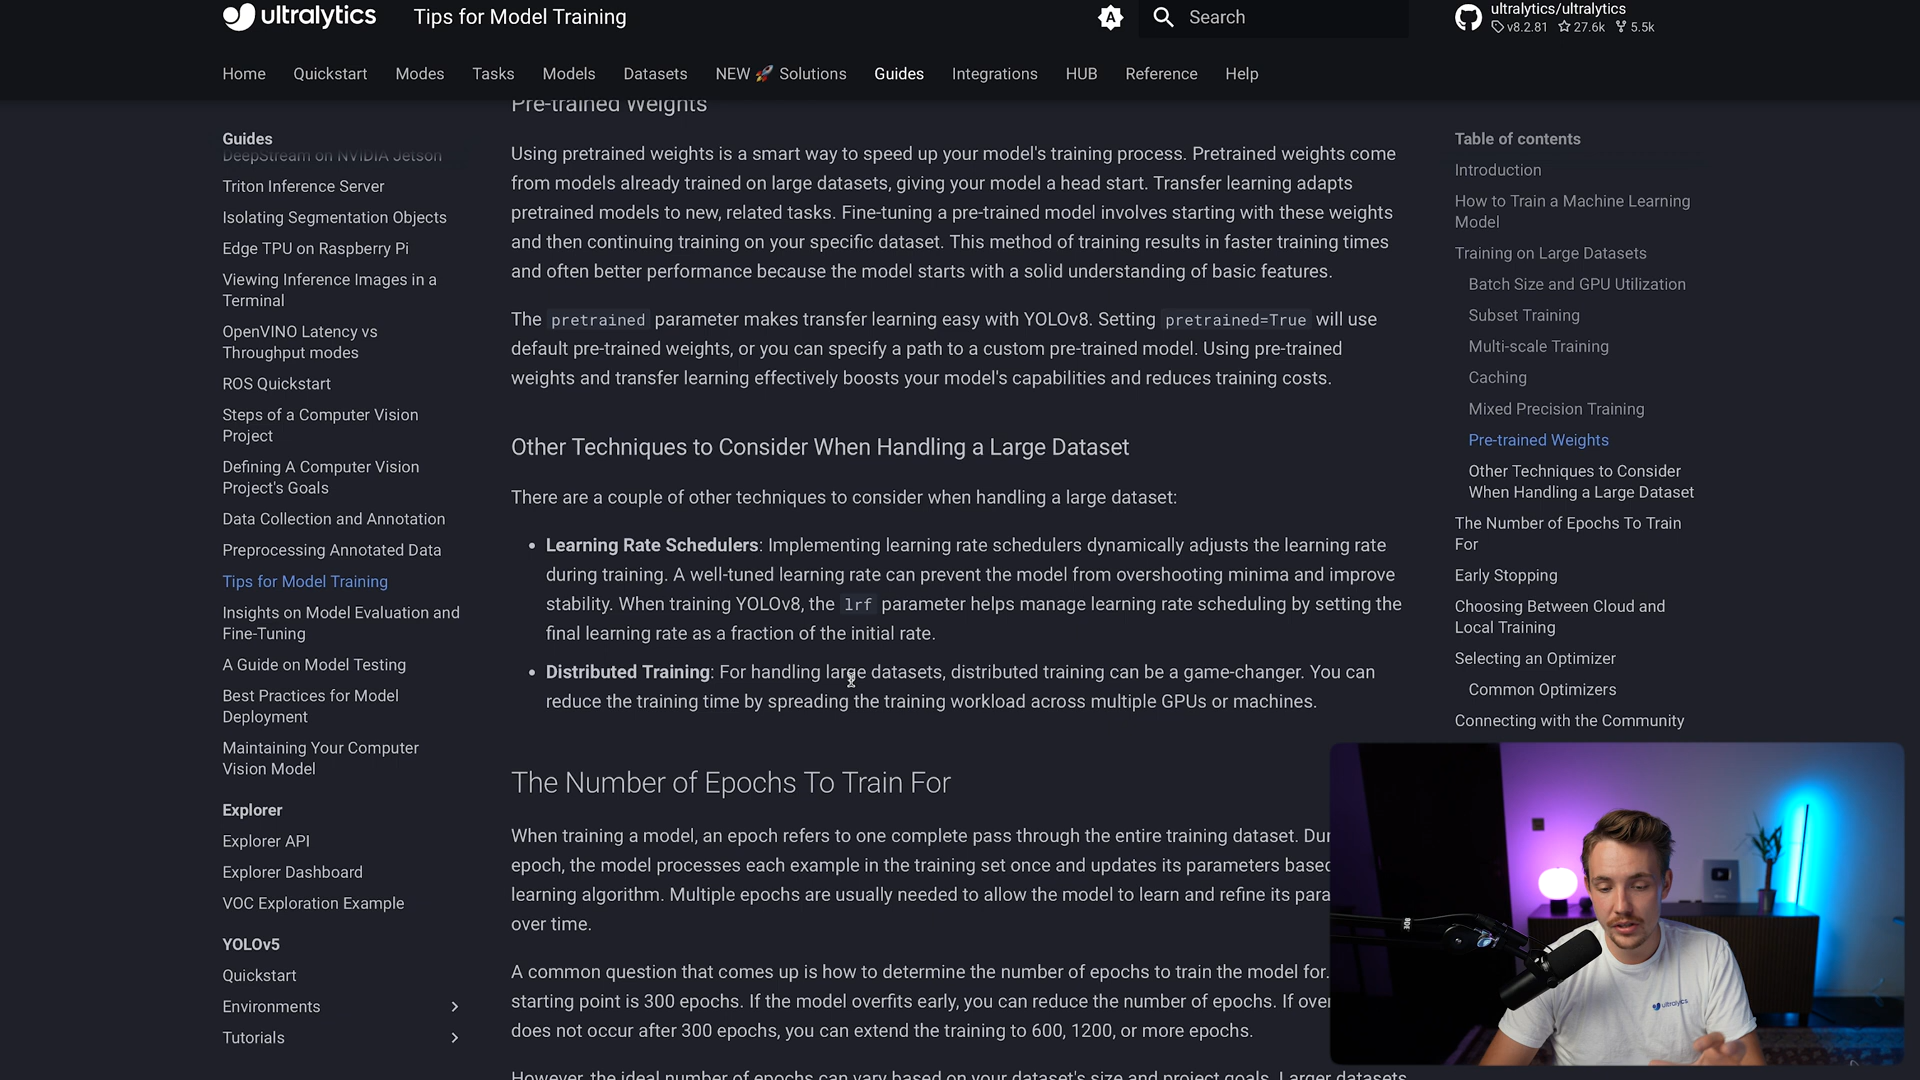 ultralytics
Tips for Model Training
Search
ultralytics/ultralytics
v8.2.81 27.6k 5.5k
Home Quickstart Modes Tasks Models Datasets NEW 🚀 Solutions Guides Integrations HUB Reference Help
Guides
DeepStream on NVIDIA Jetson
Triton Inference Server
Isolating Segmentation Objects
Edge TPU on Raspberry Pi
Viewing Inference Images in a
Terminal
OpenVINO Latency vs
Throughput modes
ROS Quickstart
Steps of a Computer Vision
Project
Defining A Computer Vision
Project's Goals
Data Collection and Annotation
Preprocessing Annotated Data
Tips for Model Training
Insights on Model Evaluation and
Fine-Tuning
A Guide on Model Testing
Best Practices for Model
Deployment
Maintaining Your Computer
Vision Model
Explorer
Explorer API
Explorer Dashboard
VOC Exploration Example
YOLOv5
Quickstart
Environments
Tutorials
Pre-trained Weights
Using pretrained weights is a smart way to speed up your model's training process. Pretrained weights come
from models already trained on large datasets, giving your model a head start. Transfer learning adapts
pretrained models to new, related tasks. Fine-tuning a pre-trained model involves starting with these weights
and then continuing training on your specific dataset. This method of training results in faster training times
and often better performance because the model starts with a solid understanding of basic features.
The pretrained parameter makes transfer learning easy with YOLOv8. Setting pretrained=True will use
default pre-trained weights, or you can specify a path to a custom pre-trained model. Using pre-trained
weights and transfer learning effectively boosts your model's capabilities and reduces training costs.
Other Techniques to Consider When Handling a Large Dataset
There are a couple of other techniques to consider when handling a large dataset:
• Learning Rate Schedulers: Implementing learning rate schedulers dynamically adjusts the learning rate
during training. A well-tuned learning rate can prevent the model from overshooting minima and improve
stability. When training YOLOv8, the lrf parameter helps manage learning rate scheduling by setting the
final learning rate as a fraction of the initial rate.
• Distributed Training: For handling large datasets, distributed training can be a game-changer. You can
reduce the training time by spreading the training workload across multiple GPUs or machines.
The Number of Epochs To Train For
When training a model, an epoch refers to one complete pass through the entire training dataset. Dur
epoch, the model processes each example in the training set once and updates its parameters based
learning algorithm. Multiple epochs are usually needed to allow the model to learn and refine its para
over time.
A common question that comes up is how to determine the number of epochs to train the model for.
starting point is 300 epochs. If the model overfits early, you can reduce the number of epochs. If over
does not occur after 300 epochs, you can extend the training to 600, 1200, or more epochs.
However, the ideal number of epochs can vary based on your dataset's size and project goals. Larger datasets
Table of contents
Introduction
How to Train a Machine Learning
Model
Training on Large Datasets
Batch Size and GPU Utilization
Subset Training
Multi-scale Training
Caching
Mixed Precision Training
Pre-trained Weights
Other Techniques to Consider
When Handling a Large Dataset
The Number of Epochs To Train
For
Early Stopping
Choosing Between Cloud and
Local Training
Selecting an Optimizer
Common Optimizers
Connecting with the Community
ultralytics